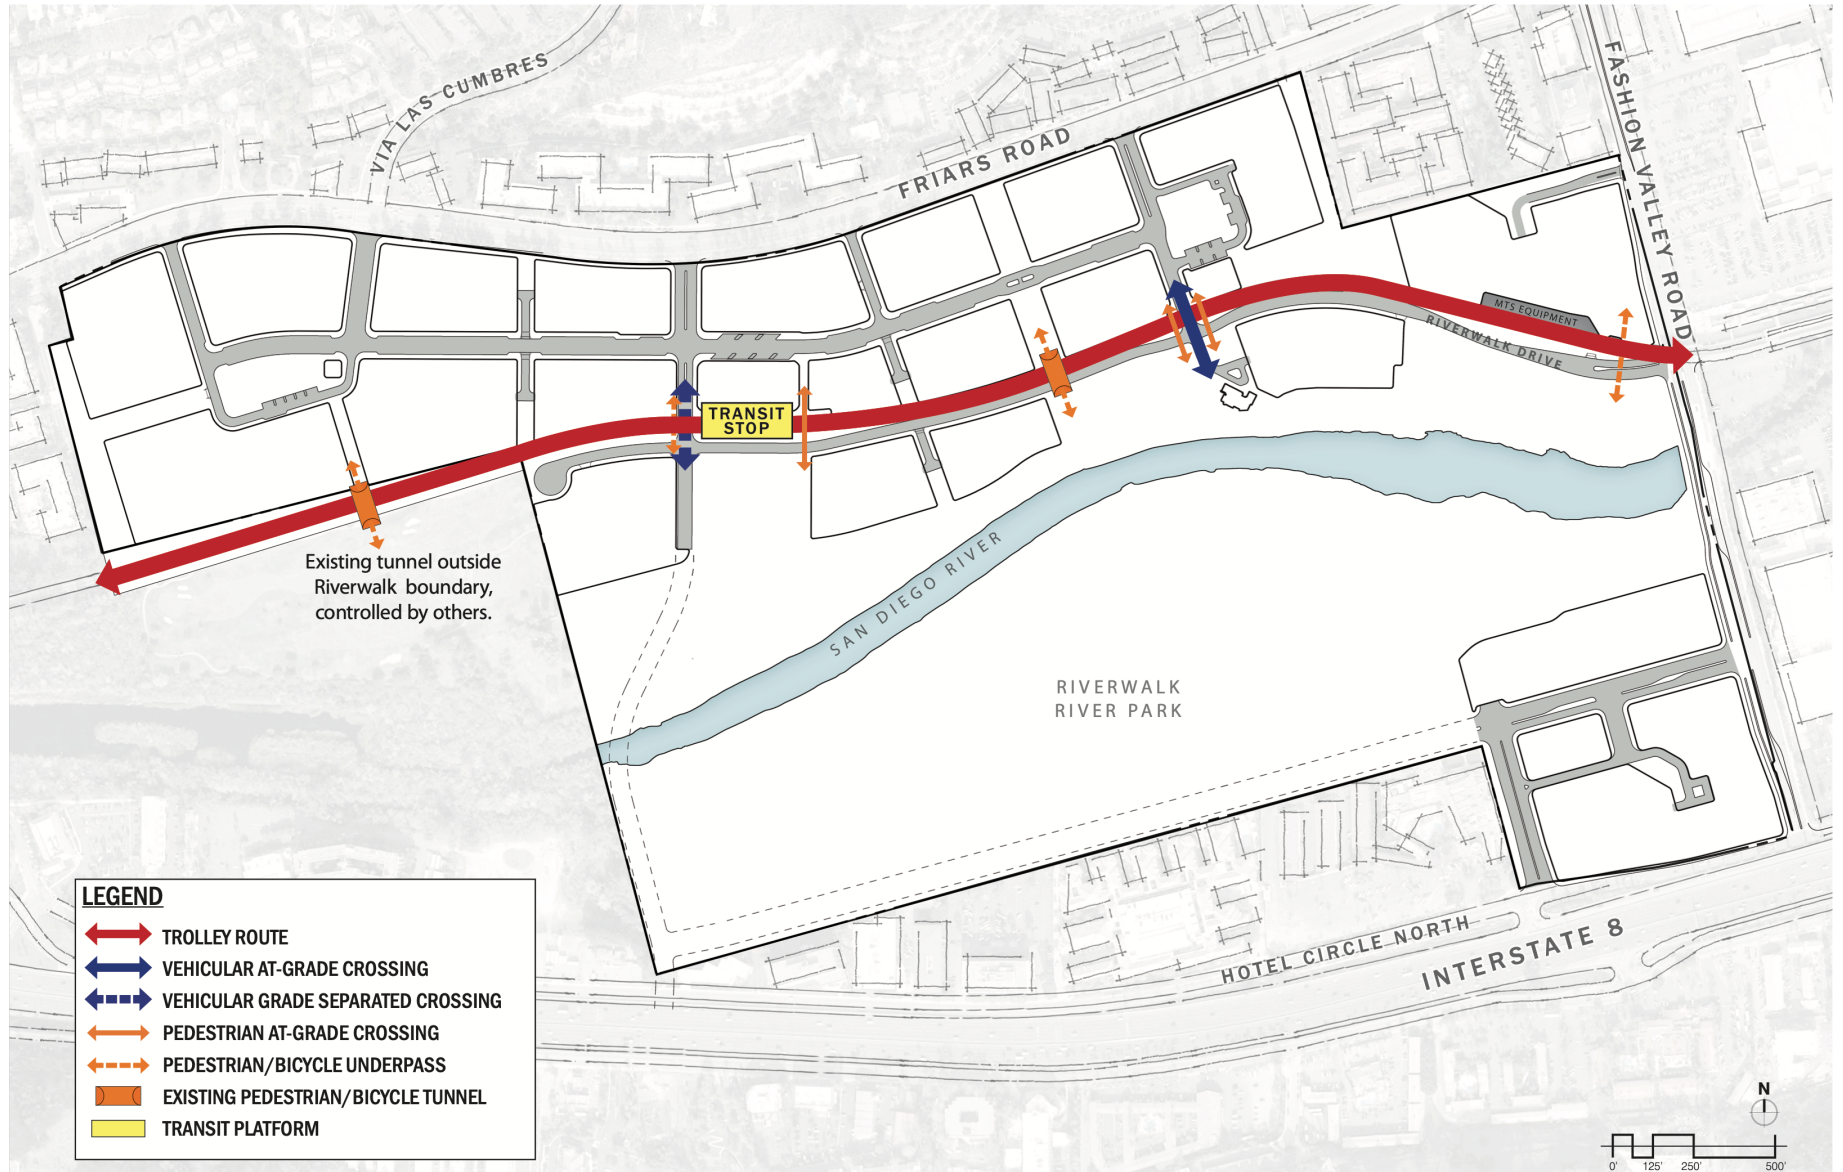 VIA LAS CUMBRES
FRIARS ROAD
FASHION VALLEY ROAD
MTS EQUIPMENT
RIVERWALK DRIVE
TRANSIT
STOP
Existing tunnel outside
Riverwalk boundary,
controlled by others.
SAN DIEGO RIVER
RIVERWALK
RIVER PARK
HOTEL CIRCLE NORTH
INTERSTATE 8
LEGEND
TROLLEY ROUTE
VEHICULAR AT-GRADE CROSSING
VEHICULAR GRADE SEPARATED CROSSING
PEDESTRIAN AT-GRADE CROSSING
PEDESTRIAN/BICYCLE UNDERPASS
EXISTING PEDESTRIAN/BICYCLE TUNNEL
TRANSIT PLATFORM
N
0' 125' 250' 500'